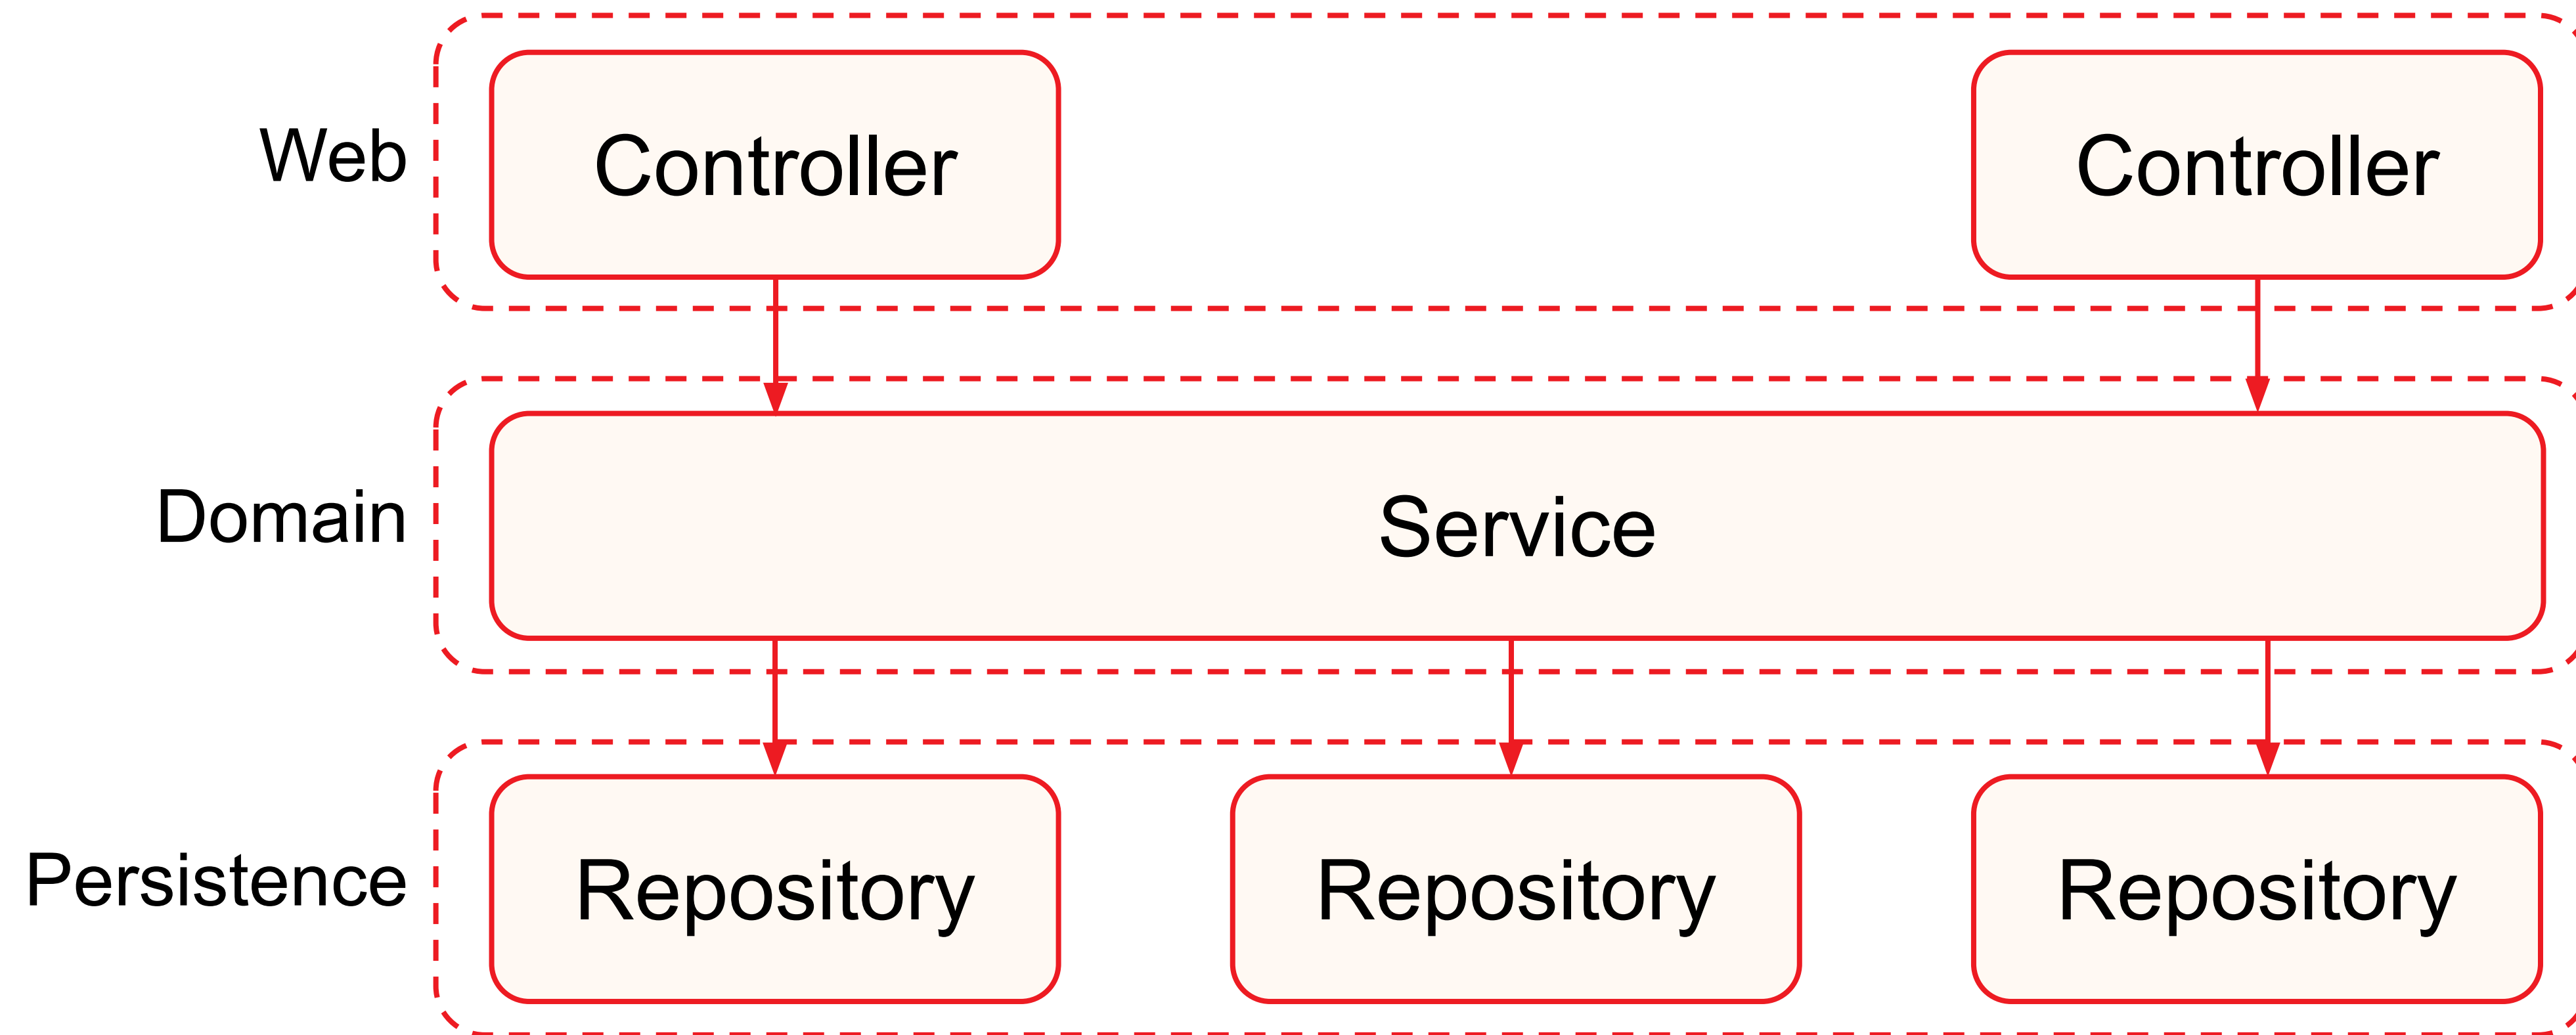 Web
Controller
Controller
Domain
Service
Persistence
Repository
Repository
Repository